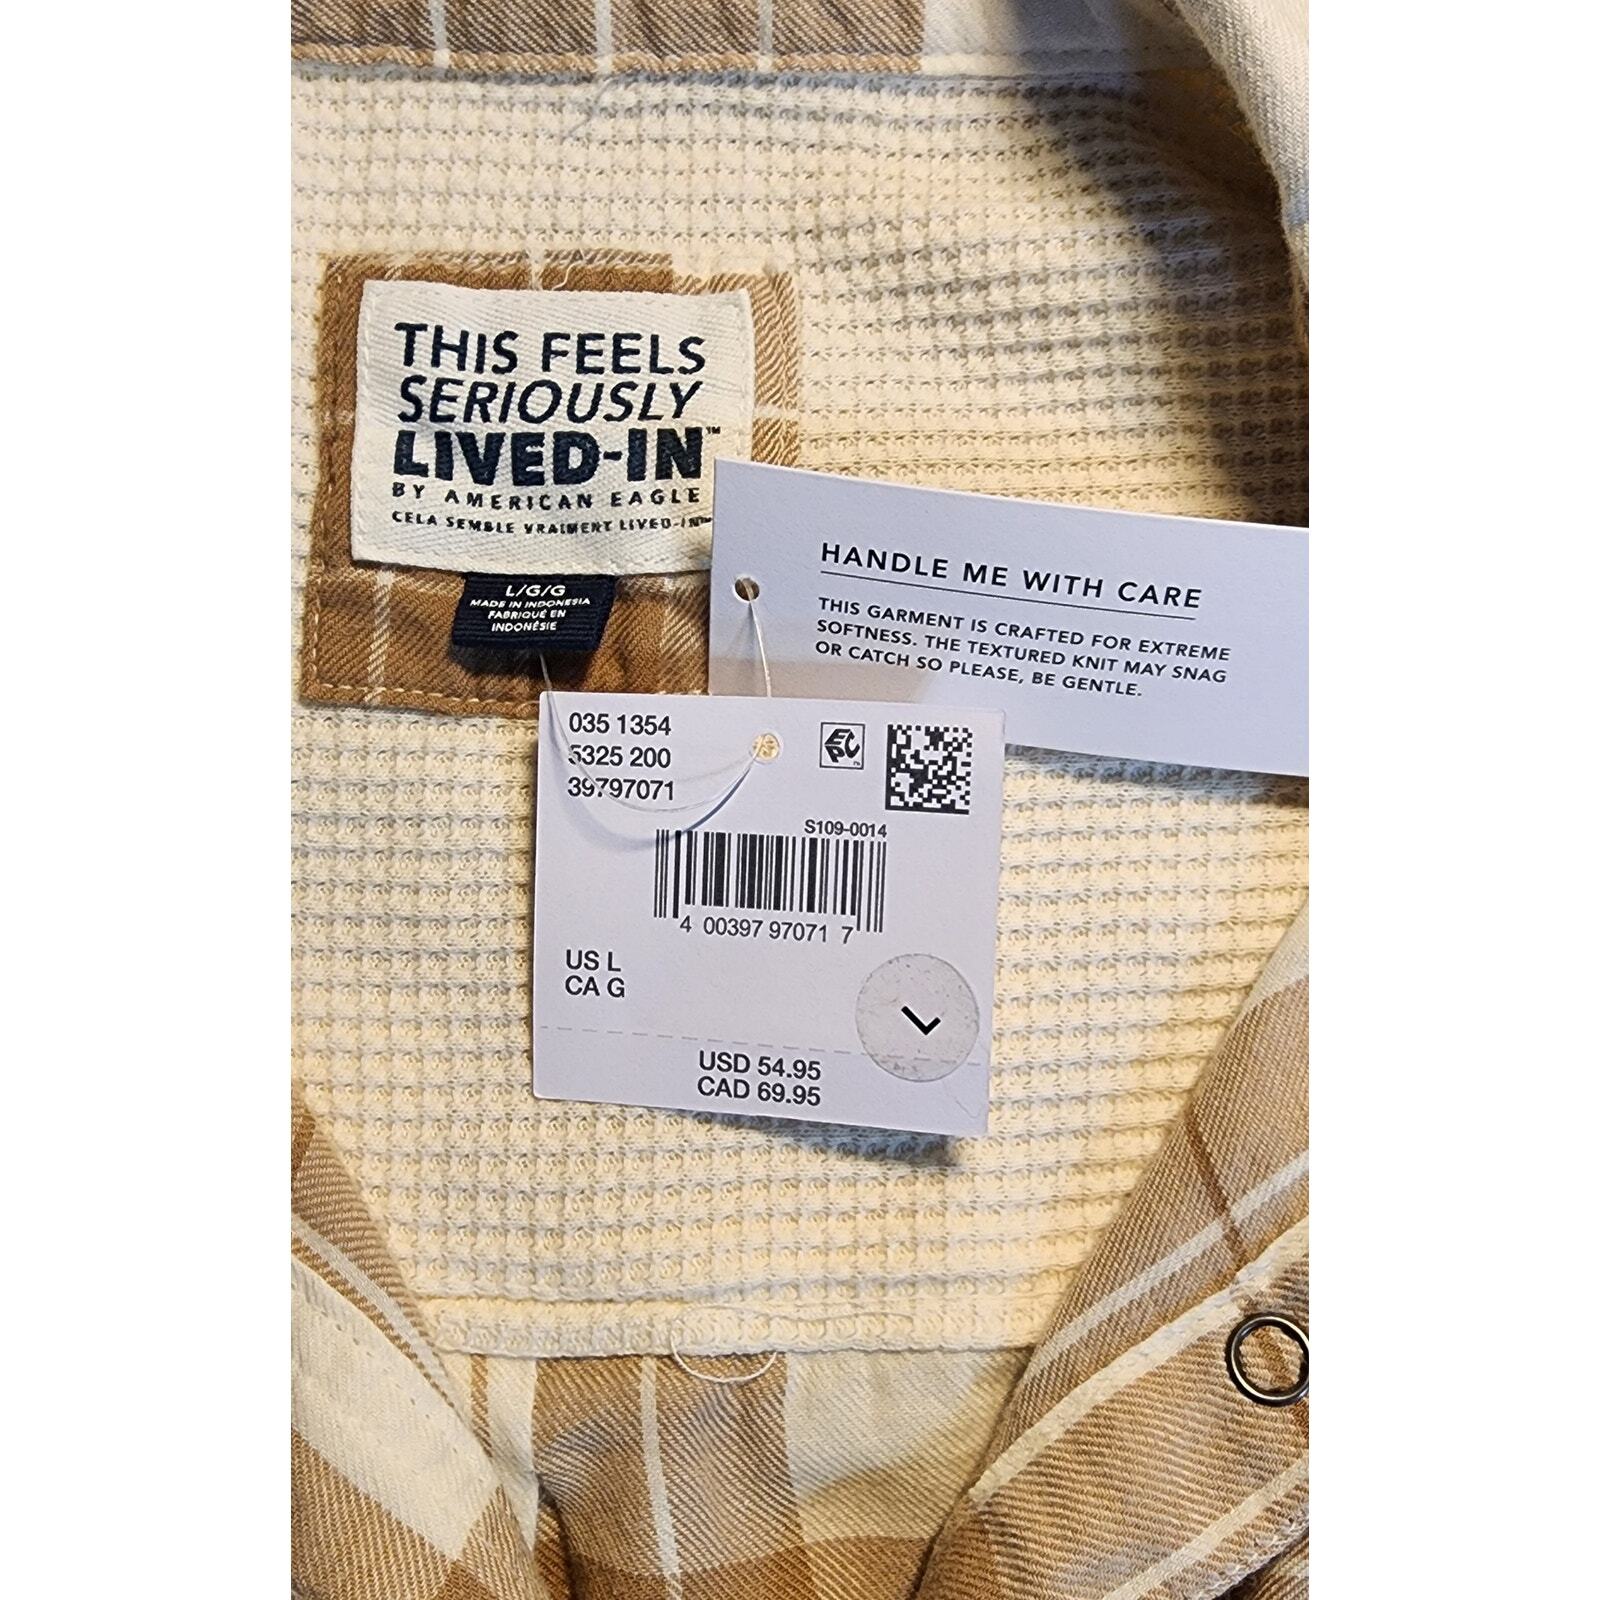 THIS FEELS
SERIOUSLY
LIVED-IN™
BY AMERICAN EAGLE
CELA SEMBLE VRAIMENT LIVED-IN™
L/G/G
MADE IN INDONESIA
FABRIQUÉ EN
INDONÉSIE
HANDLE ME WITH CARE
THIS GARMENT IS CRAFTED FOR EXTREME
SOFTNESS. THE TEXTURED KNIT MAY SNAG
OR CATCH SO PLEASE, BE GENTLE.
035 1354
5325 200
39797071
EPC
S109-0014
4 00397 97071 7
US L
CA G
USD 54.95
CAD 69.95